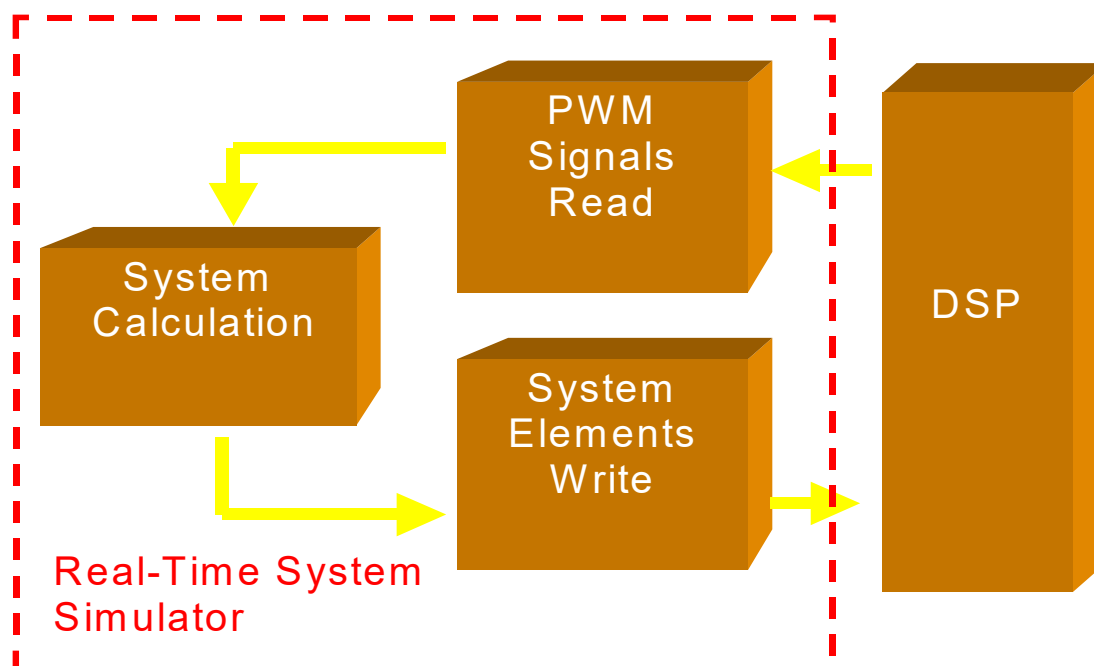 PWM
Signals
Read
System
Calculation
DSP
System
Elements
Write
Real-Time System
Simulator